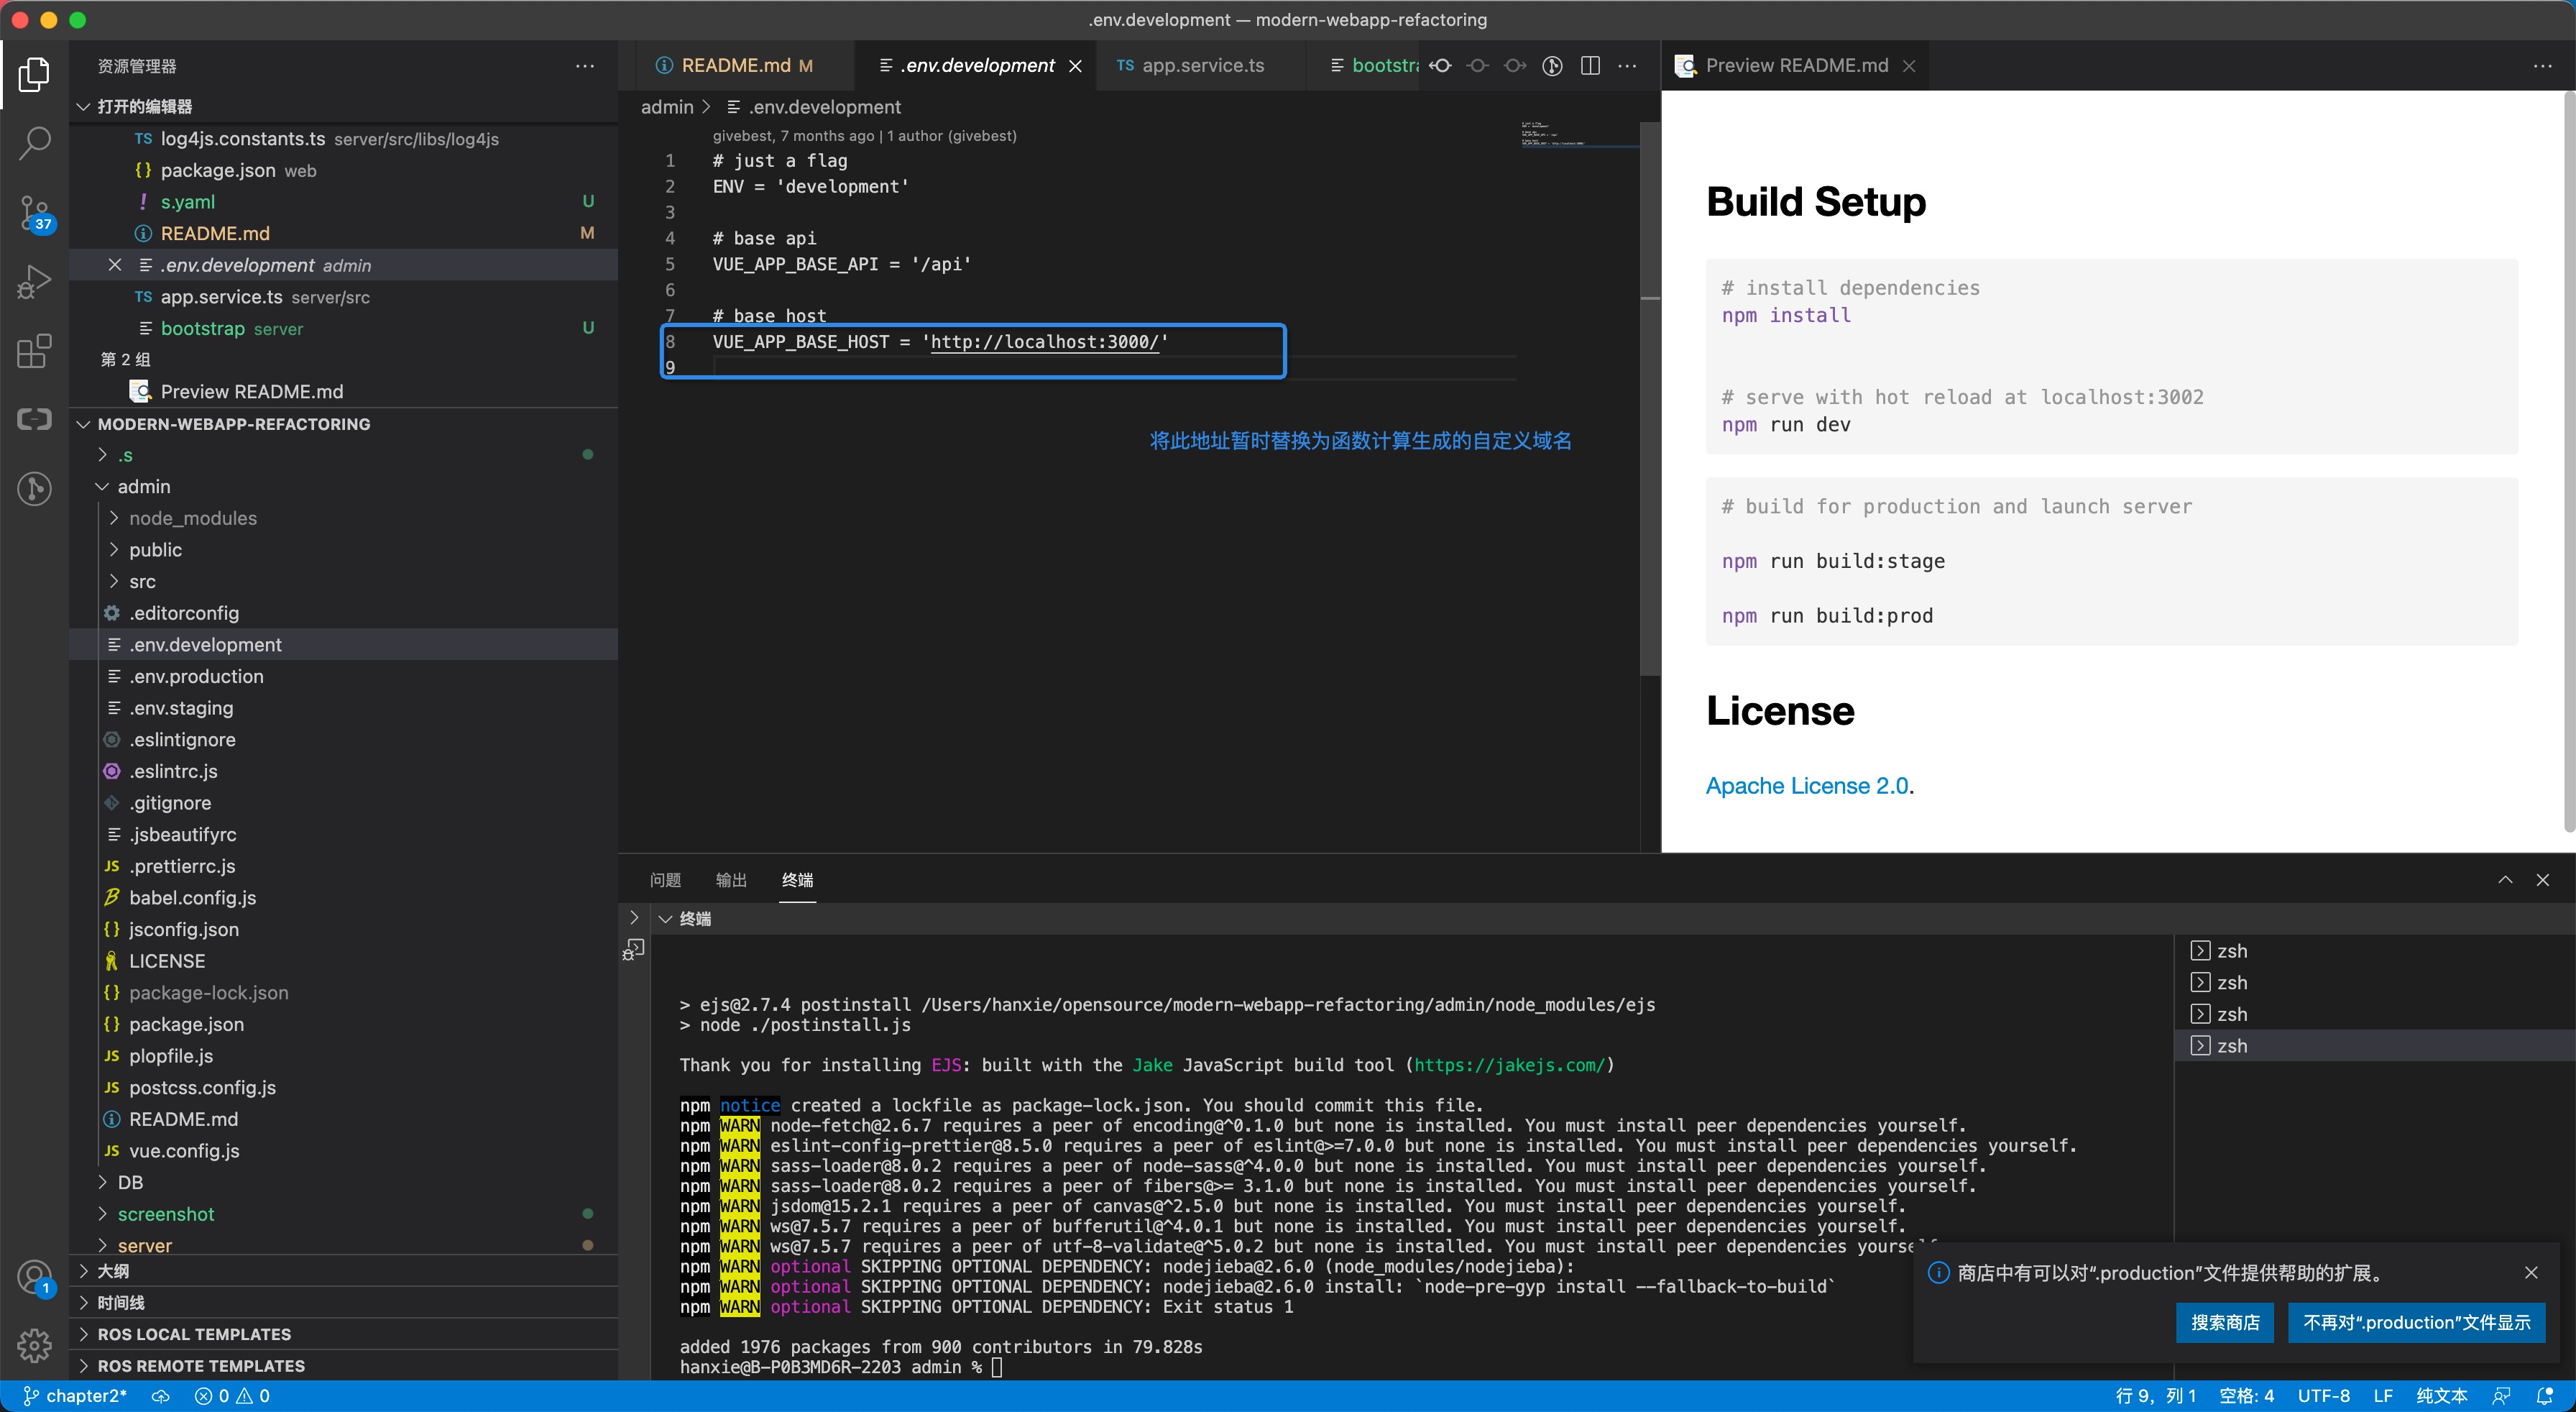 .env.development — modern-webapp-refactoring
资源管理器
打开的编辑器
TS log4js.constants.ts server/src/libs/log4js
{} package.json web
! s.yaml U
README.md M
.env.development admin
TS app.service.ts server/src
bootstrap server U
第 2 组
Preview README.md
MODERN-WEBAPP-REFACTORING
.s
admin
node_modules
public
src
.editorconfig
.env.development
.env.production
.env.staging
.eslintignore
.eslintrc.js
.gitignore
.jsbeautifyrc
JS .prettierrc.js
babel.config.js
{} jsconfig.json
LICENSE
{} package-lock.json
{} package.json
JS plopfile.js
JS postcss.config.js
README.md
JS vue.config.js
DB
screenshot
server
大纲
时间线
ROS LOCAL TEMPLATES
ROS REMOTE TEMPLATES
37
1
README.md M
.env.development
TS app.service.ts
bootstra
admin > .env.development
givebest, 7 months ago | 1 author (givebest)
1 # just a flag
2 ENV = 'development'
3
4 # base api
5 VUE_APP_BASE_API = '/api'
6
7 # base host
8 VUE_APP_BASE_HOST = 'http://localhost:3000/'
9
将此地址暂时替换为函数计算生成的自定义域名
Preview README.md
Build Setup
# install dependencies
npm install
# serve with hot reload at localhost:3002
npm run dev
# build for production and launch server
npm run build:stage
npm run build:prod
License
Apache License 2.0.
问题 输出 终端
终端
> ejs@2.7.4 postinstall /Users/hanxie/opensource/modern-webapp-refactoring/admin/node_modules/ejs
> node ./postinstall.js
Thank you for installing EJS: built with the Jake JavaScript build tool (https://jakejs.com/)
npm notice created a lockfile as package-lock.json. You should commit this file.
npm WARN node-fetch@2.6.7 requires a peer of encoding@^0.1.0 but none is installed. You must install peer dependencies yourself.
npm WARN eslint-config-prettier@8.5.0 requires a peer of eslint@>=7.0.0 but none is installed. You must install peer dependencies yourself.
npm WARN sass-loader@8.0.2 requires a peer of node-sass@^4.0.0 but none is installed. You must install peer dependencies yourself.
npm WARN sass-loader@8.0.2 requires a peer of fibers@>= 3.1.0 but none is installed. You must install peer dependencies yourself.
npm WARN jsdom@15.2.1 requires a peer of canvas@^2.5.0 but none is installed. You must install peer dependencies yourself.
npm WARN ws@7.5.7 requires a peer of bufferutil@^4.0.1 but none is installed. You must install peer dependencies yourself.
npm WARN ws@7.5.7 requires a peer of utf-8-validate@^5.0.2 but none is installed. You must install peer dependencies yourself
npm WARN optional SKIPPING OPTIONAL DEPENDENCY: nodejieba@2.6.0 (node_modules/nodejieba):
npm WARN optional SKIPPING OPTIONAL DEPENDENCY: nodejieba@2.6.0 install: `node-pre-gyp install --fallback-to-build`
npm WARN optional SKIPPING OPTIONAL DEPENDENCY: Exit status 1
added 1976 packages from 900 contributors in 79.828s
hanxie@B-P0B3MD6R-2203 admin %
zsh
zsh
zsh
zsh
商店中有可以对“.production”文件提供帮助的扩展。
搜索商店 不再对“.production”文件显示
chapter2* 0 0
行 9，列 1 空格: 4 UTF-8 LF 纯文本